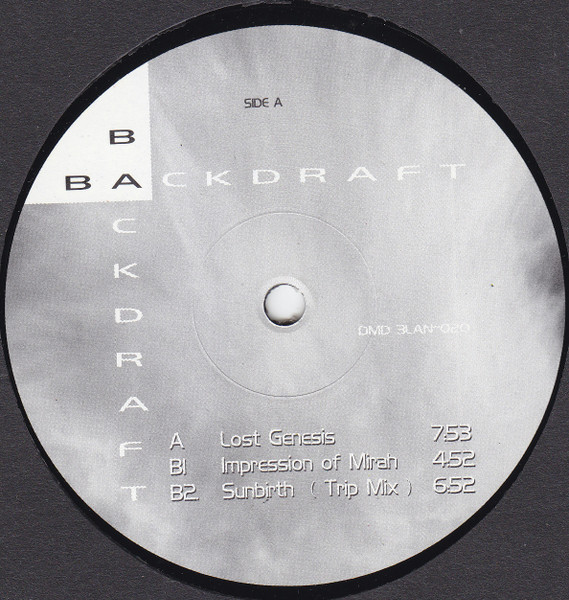 SIDE A
BACKDRAFT
BACKDRAFT
DMD 3LAN-020
A Lost Genesis 7:53
B1 Impression of Mirah 4:52
B2 Sunbirth ( Trip Mix ) 6:52